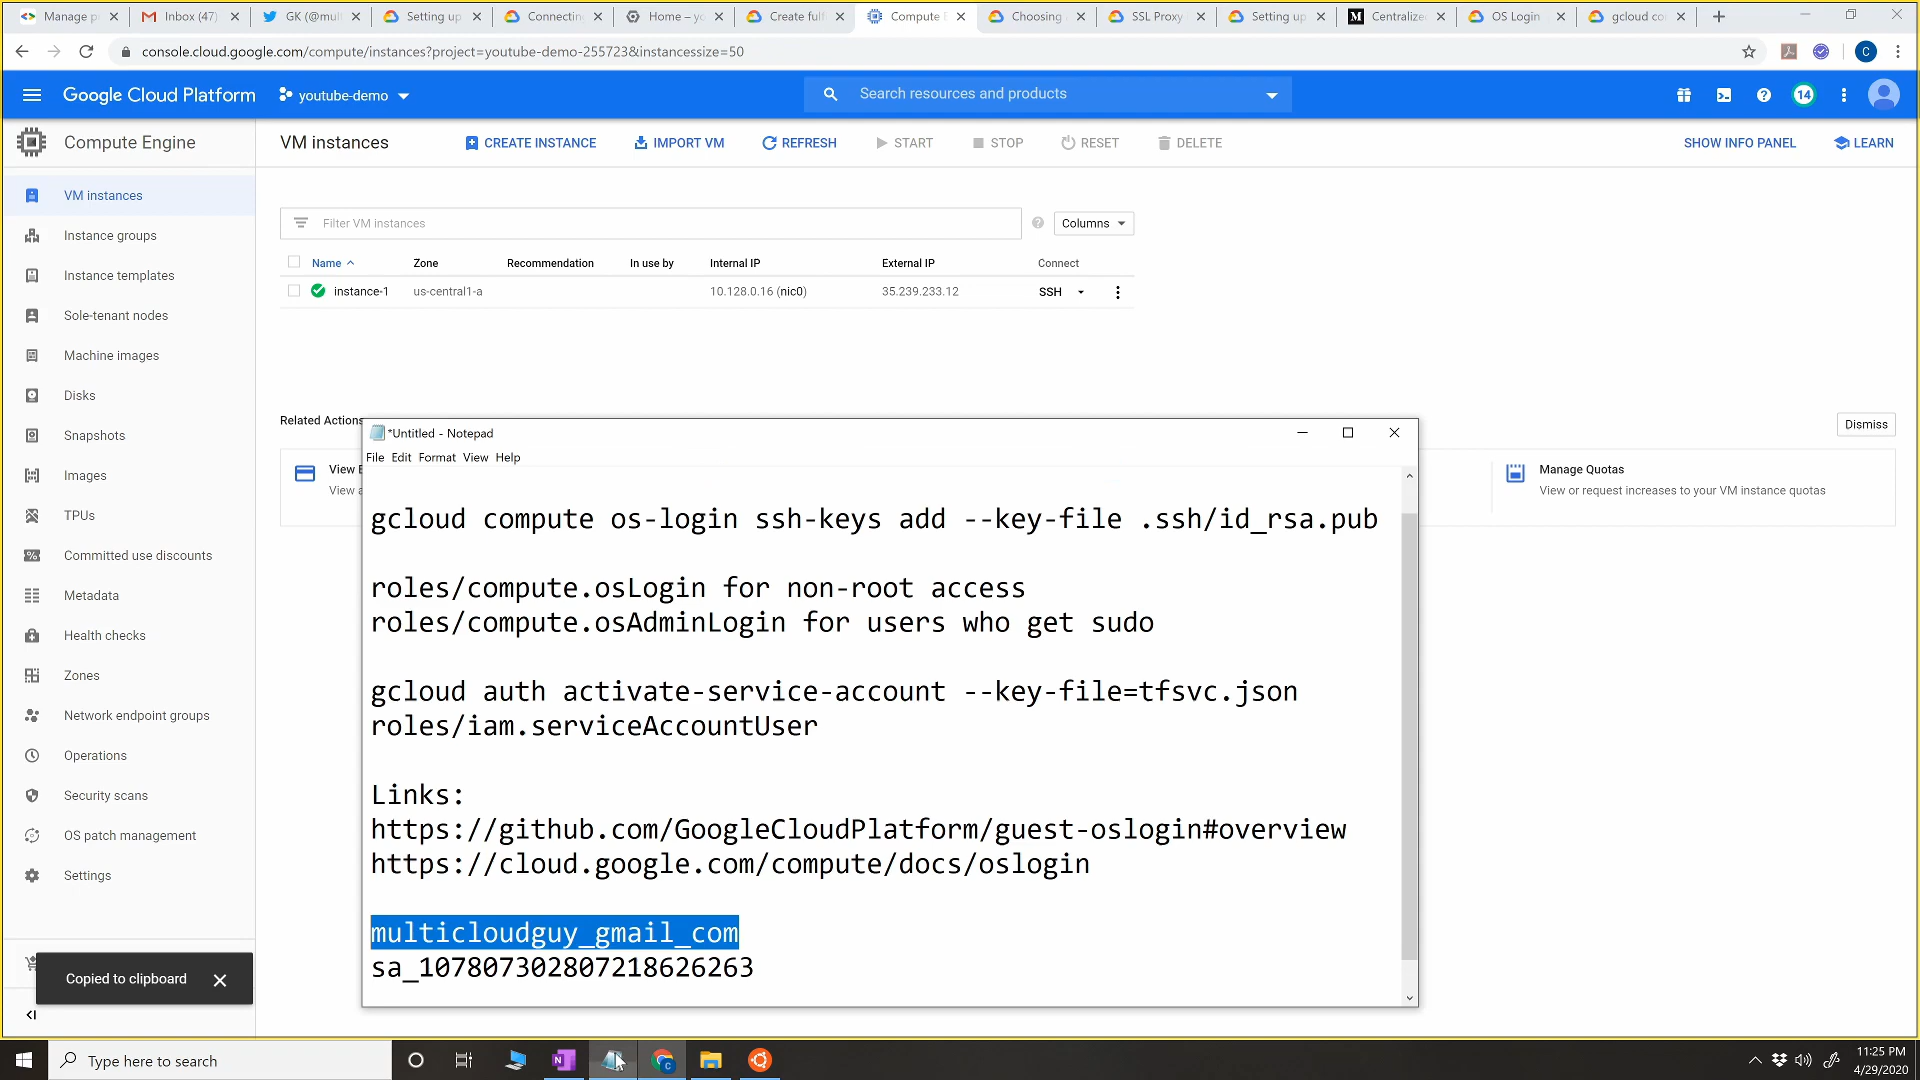 Manage p
Inbox (47)
GK (@mult
Setting up
Connectin
Home – yo
Create fulf
Compute E
Choosing
SSL Proxy
Setting up
Centralize
OS Login
gcloud co
console.cloud.google.com/compute/instances?project=youtube-demo-255723&instancessize=50
C
Google Cloud Platform
youtube-demo
Search resources and products
14
Compute Engine
VM instances
CREATE INSTANCE
IMPORT VM
REFRESH
START
STOP
RESET
DELETE
SHOW INFO PANEL
LEARN
VM instances
Instance groups
Instance templates
Sole-tenant nodes
Machine images
Disks
Snapshots
Images
TPUs
Committed use discounts
Metadata
Health checks
Zones
Network endpoint groups
Operations
Security scans
OS patch management
Settings
Filter VM instances
Columns
Name Zone Recommendation In use by Internal IP External IP Connect
instance-1 us-central1-a 10.128.0.16 (nic0) 35.239.233.12 SSH
Related Actions
Dismiss
View
View
Manage Quotas
View or request increases to your VM instance quotas
*Untitled - Notepad
File Edit Format View Help
gcloud compute os-login ssh-keys add --key-file .ssh/id_rsa.pub
roles/compute.osLogin for non-root access
roles/compute.osAdminLogin for users who get sudo
gcloud auth activate-service-account --key-file=tfsvc.json
roles/iam.serviceAccountUser
Links:
https://github.com/GoogleCloudPlatform/guest-oslogin#overview
https://cloud.google.com/compute/docs/oslogin
multicloudguy_gmail_com
sa_107807302807218626263
Copied to clipboard
Type here to search
11:25 PM
4/29/2020